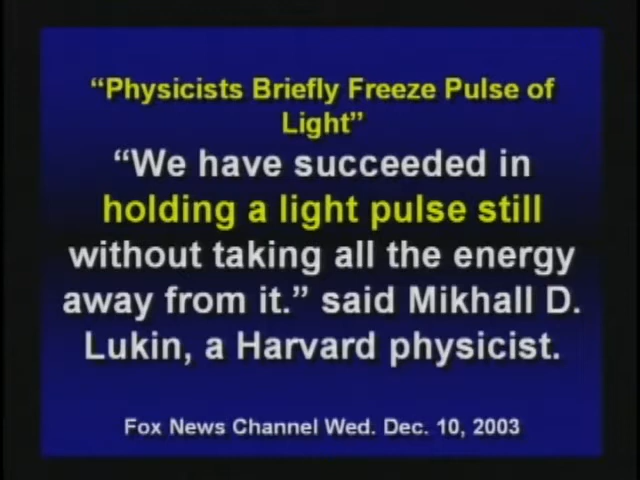 “Physicists Briefly Freeze Pulse of
Light”
“We have succeeded in
holding a light pulse still
without taking all the energy
away from it.” said Mikhall D.
Lukin, a Harvard physicist.
Fox News Channel Wed. Dec. 10, 2003